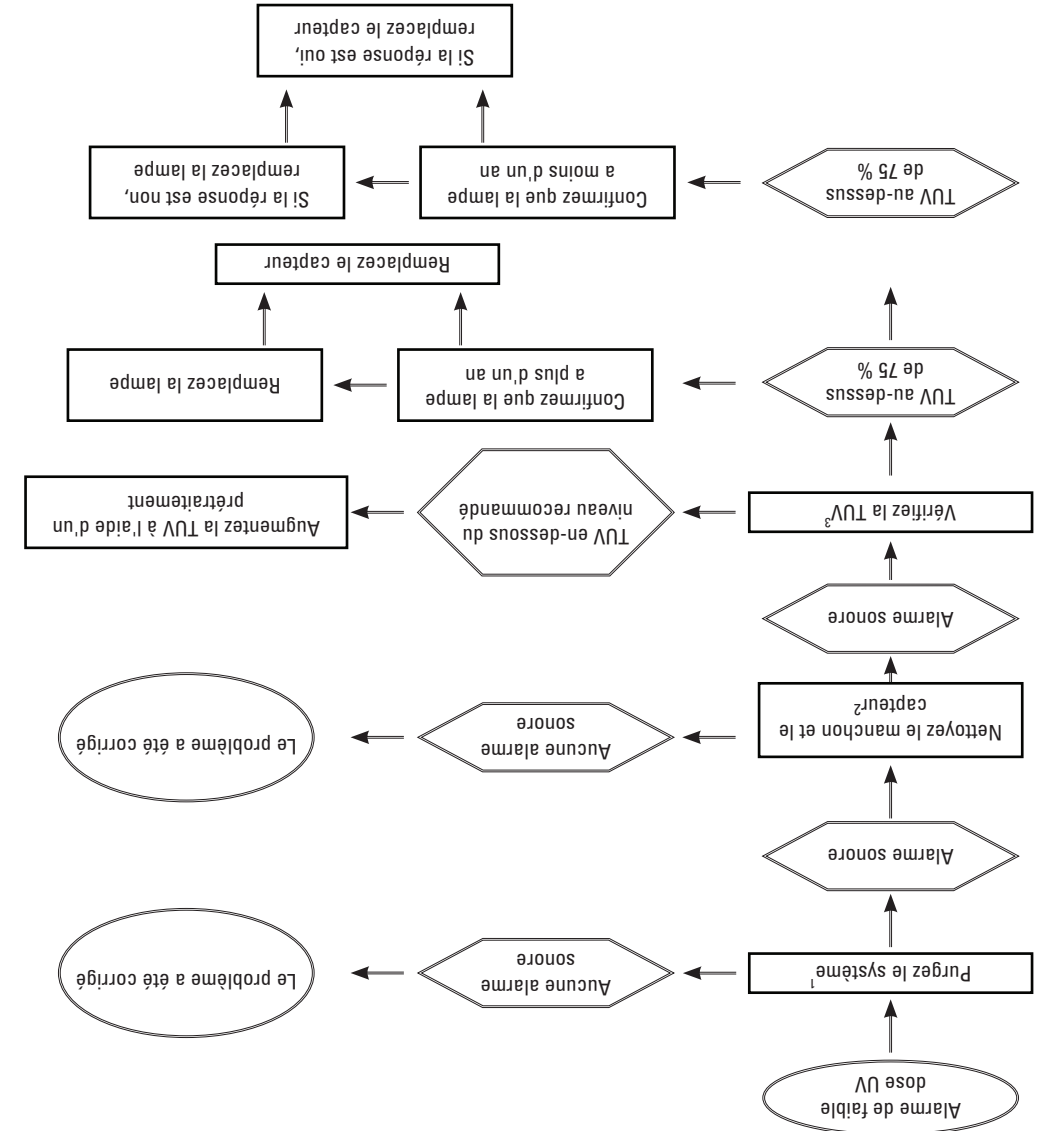 Alarme de faible
dose UV
Purgez le système¹
Aucune alarme
sonore
Le problème a été corrigé
Alarme sonore
Nettoyez le manchon et le
capteur²
Aucune alarme
sonore
Le problème a été corrigé
Alarme sonore
Vérifiez la TUV³
TUV en-dessous du
niveau recommandé
Augmentez la TUV à l'aide d'un
prétraitement
TUV au-dessus
de 75 %
Confirmez que la lampe
a plus d'un an
Remplacez la lampe
Remplacez le capteur
TUV au-dessus
de 75 %
Confirmez que la lampe
a moins d'un an
Si la réponse est non,
remplacez la lampe
Si la réponse est oui,
remplacez le capteur